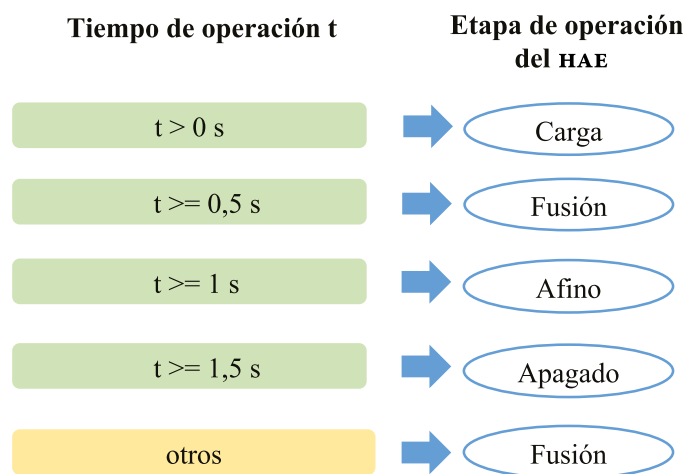 Tiempo de operación t
Etapa de operación
del HAE
t > 0 s
Carga
t >= 0,5 s
Fusión
t >= 1 s
Afino
t >= 1,5 s
Apagado
otros
Fusión